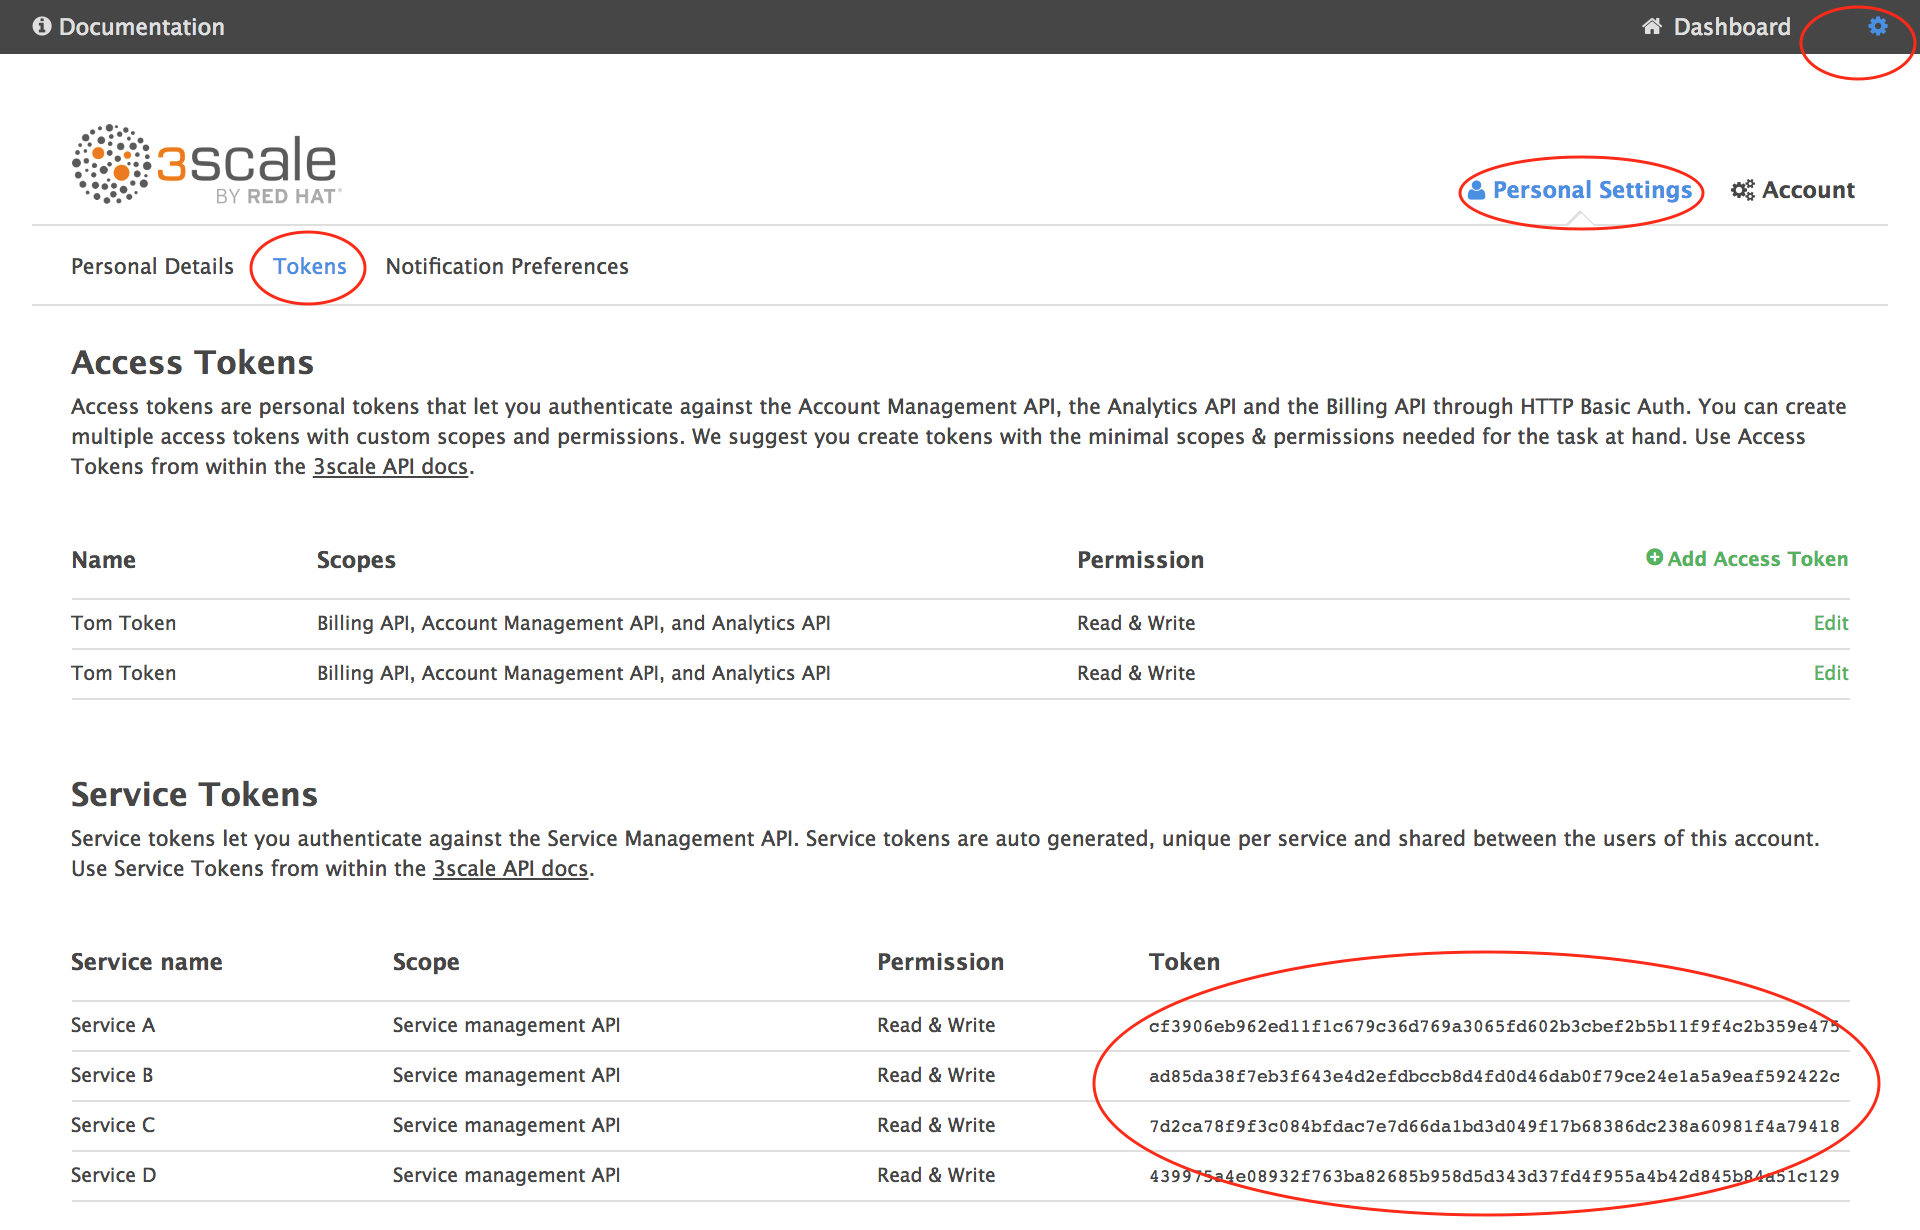 Documentation
Dashboard
3scale
BY RED HAT
Personal Settings
Account
Personal Details
Tokens
Notification Preferences
Access Tokens
Access tokens are personal tokens that let you authenticate against the Account Management API, the Analytics API and the Billing API through HTTP Basic Auth. You can create
multiple access tokens with custom scopes and permissions. We suggest you create tokens with the minimal scopes & permissions needed for the task at hand. Use Access
Tokens from within the 3scale API docs.
Name Scopes Permission Add Access Token
Tom Token Billing API, Account Management API, and Analytics API Read & Write Edit
Tom Token Billing API, Account Management API, and Analytics API Read & Write Edit
Service Tokens
Service tokens let you authenticate against the Service Management API. Service tokens are auto generated, unique per service and shared between the users of this account.
Use Service Tokens from within the 3scale API docs.
Service name Scope Permission Token
Service A Service management API Read & Write cf3906eb962ed11f1c679c36d769a3065fd602b3cbef2b5b11f9f4c2b359e475
Service B Service management API Read & Write ad85da38f7eb3f643e4d2efdbccb8d4fd0d46dab0f79ce24e1a5a9eaf592422c
Service C Service management API Read & Write 7d2ca78f9f3c084bfdac7e7d66da1bd3d049f17b68386dc238a60981f4a79418
Service D Service management API Read & Write 439975a4e08932f763ba82685b958d5d343d37fd4f955a4b42d845b84a51c129